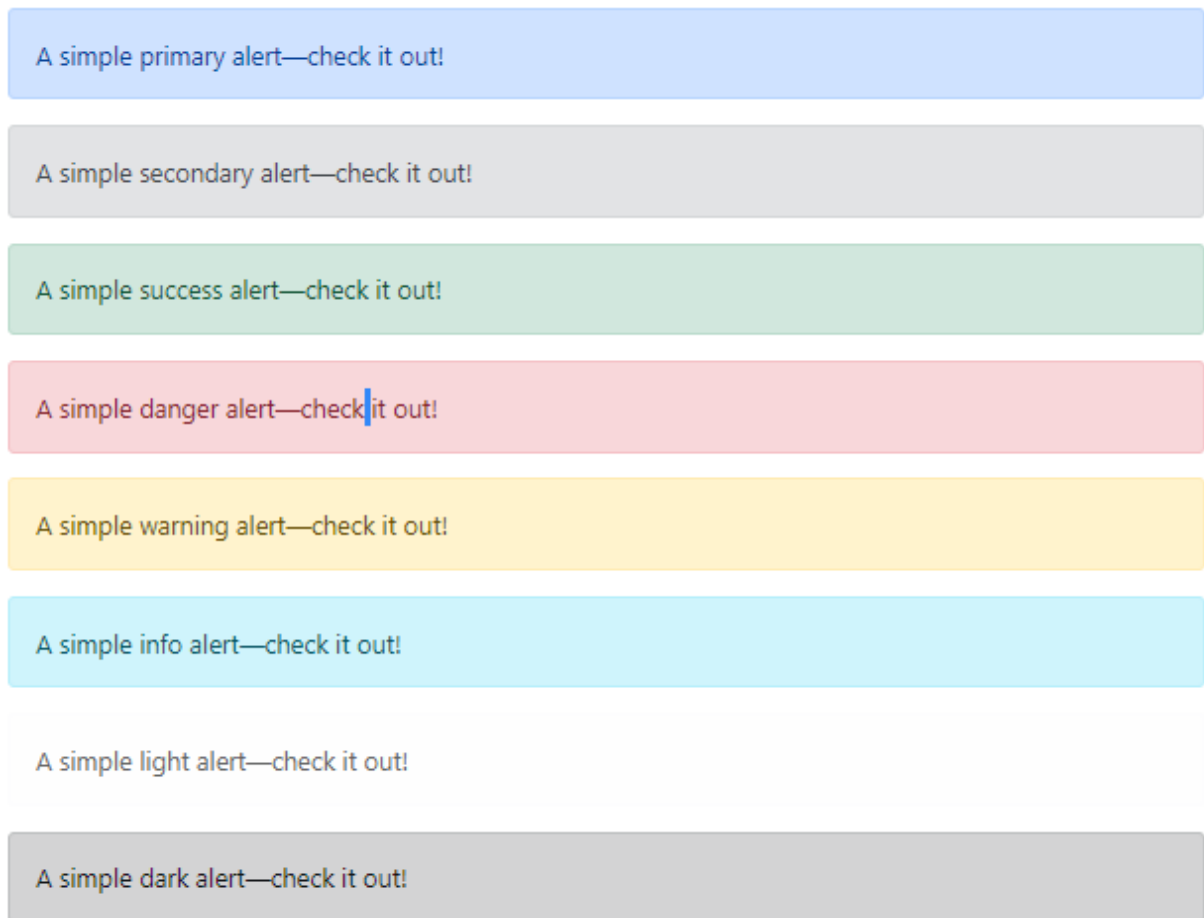 A simple primary alert—check it out!
A simple secondary alert—check it out!
A simple success alert—check it out!
A simple danger alert—check it out!
A simple warning alert—check it out!
A simple info alert—check it out!
A simple light alert—check it out!
A simple dark alert—check it out!